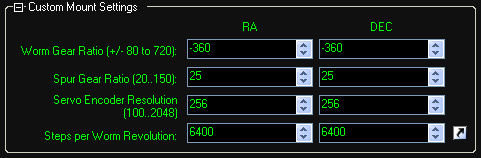 Custom Mount Settings
RA DEC
Worm Gear Ratio (+/- 80 to 720): -360 -360
Spur Gear Ratio (20..150): 25 25
Servo Encoder Resolution
(100..2048) 256 256
Steps per Worm Revolution: 6400 6400